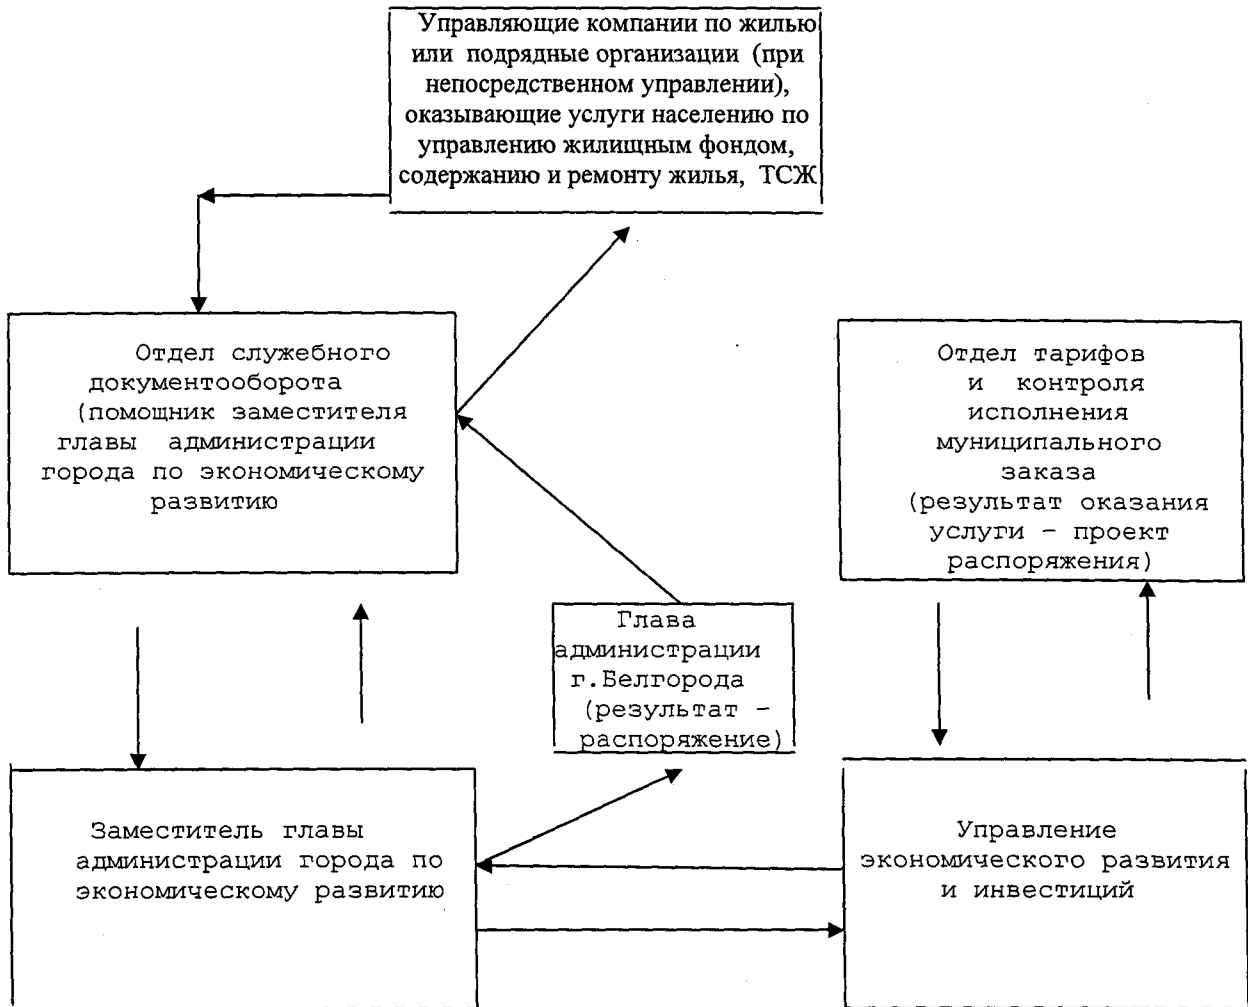 Управляющие компании по жилью
или подрядные организации (при
непосредственном управлении),
оказывающие услуги населению по
управлению жилищным фондом,
содержанию и ремонту жилья, ТСЖ
Отдел служебного
документооборота
(помощник заместителя
главы администрации
города по экономическому
развитию
Отдел тарифов
и контроля
исполнения
муниципального
заказа
(результат оказания
услуги - проект
распоряжения)
Глава
администрации
г.Белгорода
(результат -
распоряжение)
Заместитель главы
администрации города по
экономическому развитию
Управление
экономического развития
и инвестиций